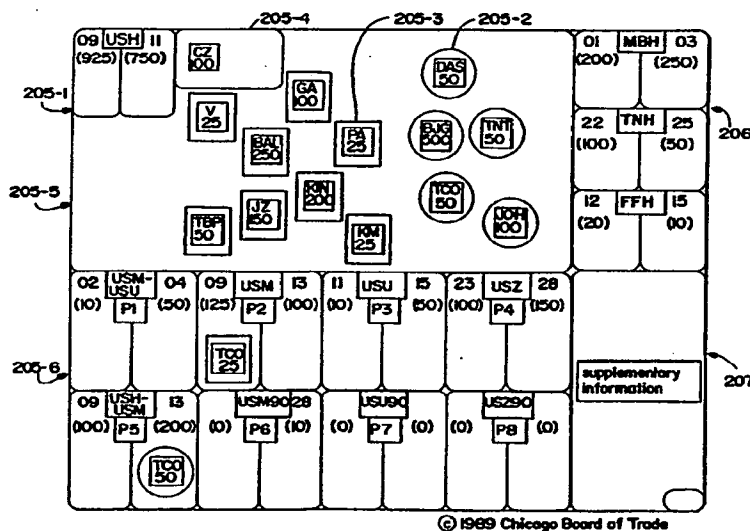 205-4
205-3
205-2
09 USH 11
(925) (750)
CZ
100
01 MBH 03
(200) (250)
205-1
206
DAS
50
GA
100
V
25
BAL
250
PA
25
BJG
500
TNT
50
22 TNH 25
(100) (50)
205-5
TBP
50
JZ
150
KIN
200
KM
25
TCO
50
JOH
100
12 FFH 15
(20) (10)
02 USM-USU 04
(10) P1 (50)
09 USM 13
(125) P2 (100)
11 USU 15
(10) P3 (50)
23 USZ 28
(100) P4 (150)
TCO
25
205-6
207
supplementary
information
09 USH-USM 13
(100) P5 (200)
TCO
50
USM90 28
(0) P6 (10)
USU90
(0) P7 (0)
USZ90
(0) P8 (0)
© 1989 Chicago Board of Trade